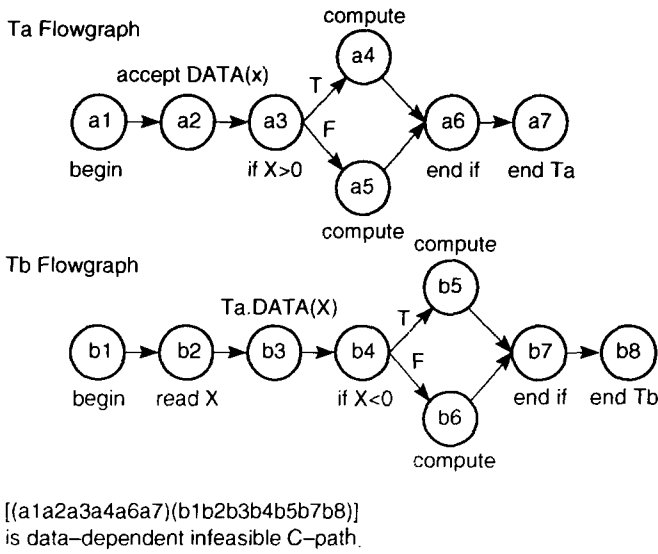 Ta Flowgraph
compute
accept DATA(x)
a4
T
a1 a2 a3 a6 a7
F
begin if X>0 end if end Ta
a5
compute
Tb Flowgraph
compute
Ta.DATA(X)
b5
T
b1 b2 b3 b4 b7 b8
F
begin read X if X<0 end if end Tb
b6
compute
[(a1a2a3a4a6a7)(b1b2b3b4b5b7b8)]
is data–dependent infeasible C–path.